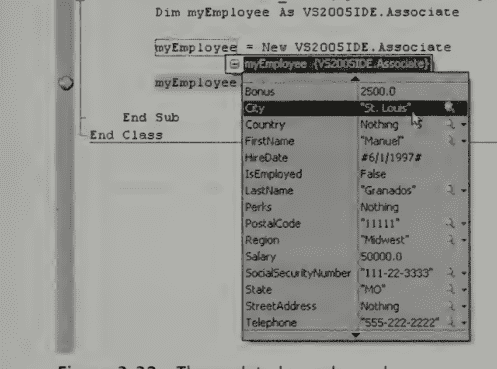 Dim myEmployee As VS2005IDE.Associate
myEmployee = New VS2005IDE.Associate
myEmployee {VS2005IDE.Associate}
myEmployee
Bonus 2500.0
City "St. Louis"
Country Nothing
FirstName "Manuel"
HireDate #6/1/1997#
IsEmployed False
LastName "Granados"
Perks Nothing
PostalCode "11111"
Region "Midwest"
Salary 50000.0
SocialSecurityNumber "111-22-3333"
State "MO"
StreetAddress Nothing
Telephone "555-222-2222"
End Sub
End Class